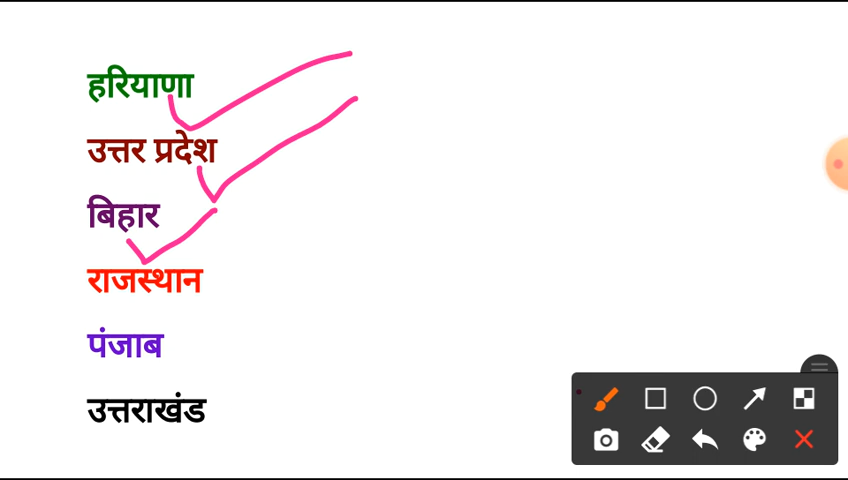 हरियाणा
उत्तर प्रदेश
बिहार
राजस्थान
पंजाब
उत्तराखंड